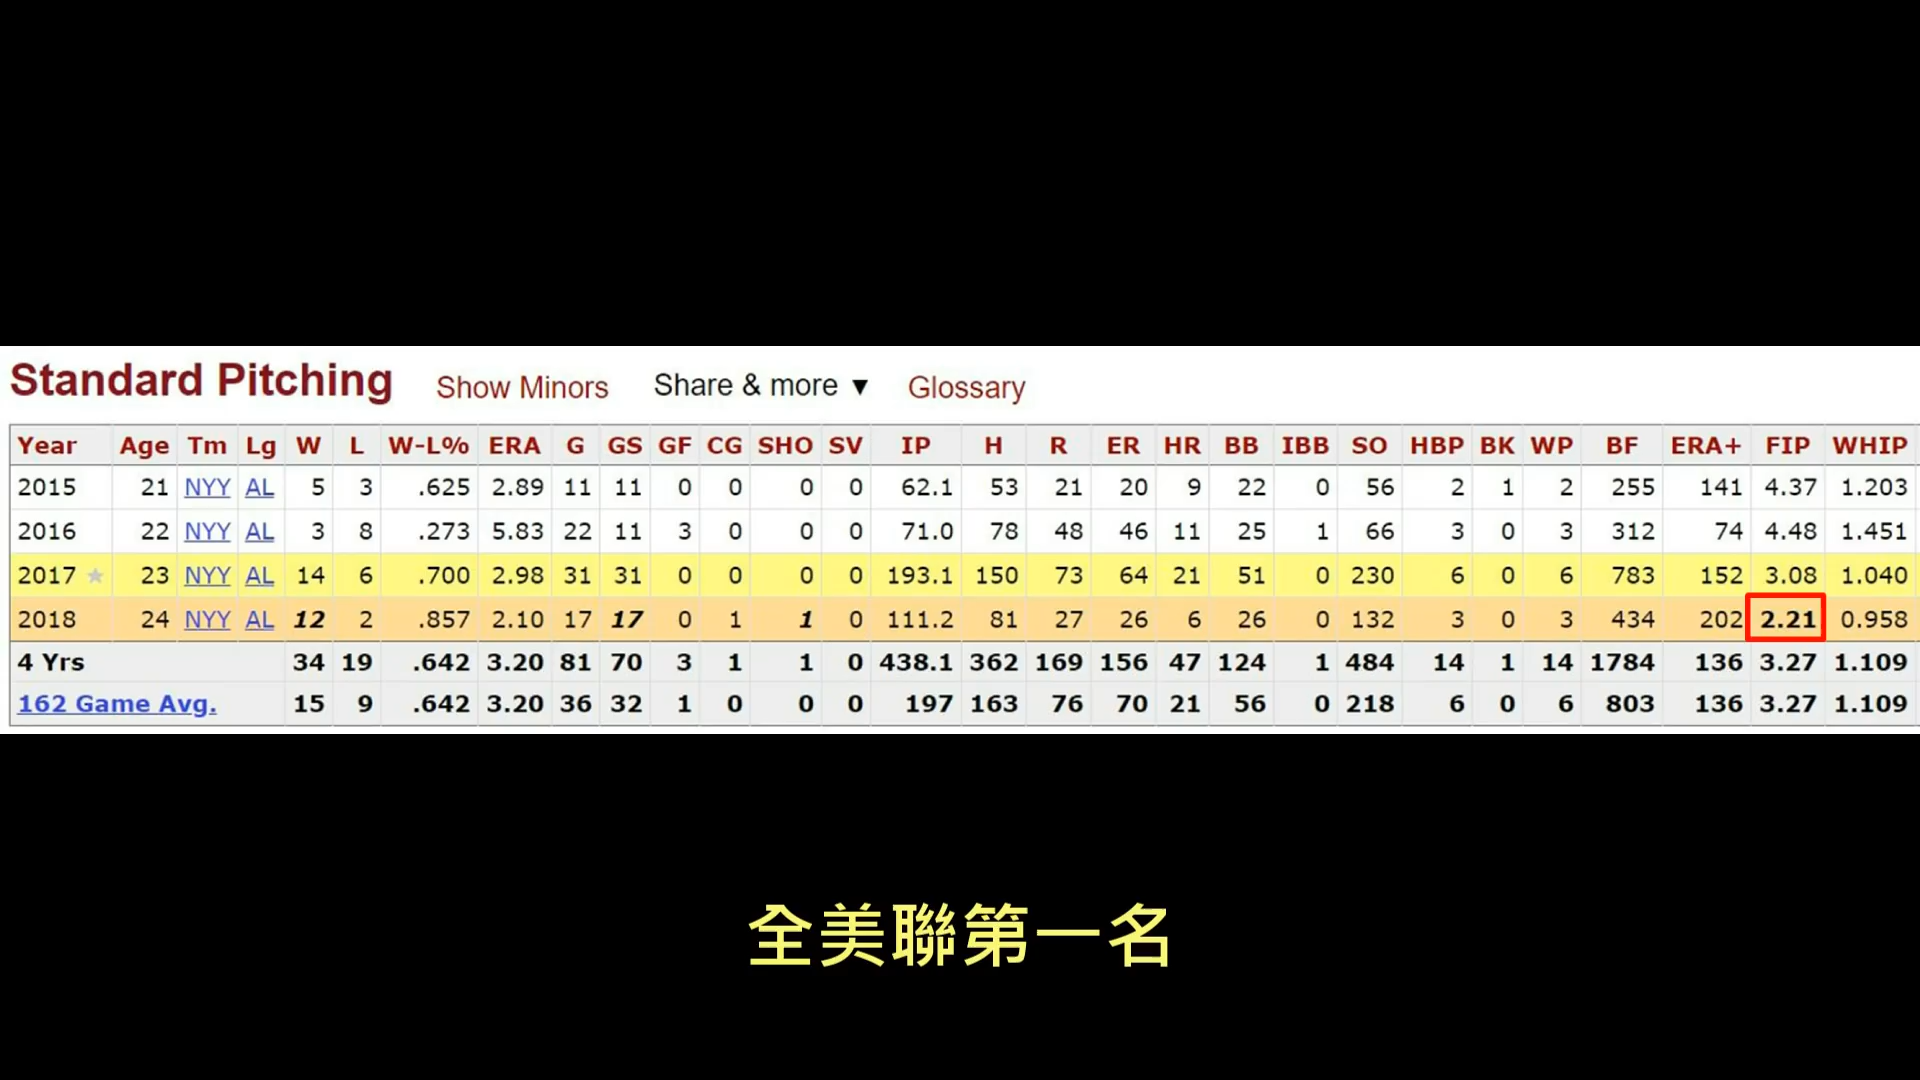 Standard Pitching Show Minors Share & more ▼ Glossary
Year Age Tm Lg W L W-L% ERA G GS GF CG SHO SV IP H R ER HR BB IBB SO HBP BK WP BF ERA+ FIP WHIP
2015 21 NYY AL 5 3 .625 2.89 11 11 0 0 0 0 62.1 53 21 20 9 22 0 56 2 1 2 255 141 4.37 1.203
2016 22 NYY AL 3 8 .273 5.83 22 11 3 0 0 0 71.0 78 48 46 11 25 1 66 3 0 3 312 74 4.48 1.451
2017 ★ 23 NYY AL 14 6 .700 2.98 31 31 0 0 0 0 193.1 150 73 64 21 51 0 230 6 0 6 783 152 3.08 1.040
2018 24 NYY AL 12 2 .857 2.10 17 17 0 1 1 0 111.2 81 27 26 6 26 0 132 3 0 3 434 202 2.21 0.958
4 Yrs 34 19 .642 3.20 81 70 3 1 1 0 438.1 362 169 156 47 124 1 484 14 1 14 1784 136 3.27 1.109
162 Game Avg. 15 9 .642 3.20 36 32 1 0 0 0 197 163 76 70 21 56 0 218 6 0 6 803 136 3.27 1.109
全美聯第一名